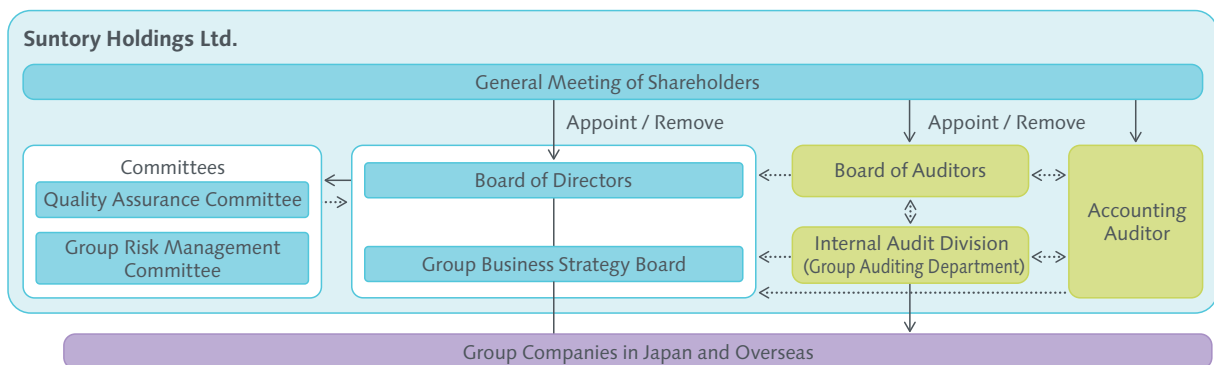 Suntory Holdings Ltd.
General Meeting of Shareholders
Appoint / Remove
Appoint / Remove
Committees
Quality Assurance Committee
Group Risk Management
Committee
Board of Directors
Group Business Strategy Board
Board of Auditors
Internal Audit Division
(Group Auditing Department)
Accounting
Auditor
Group Companies in Japan and Overseas